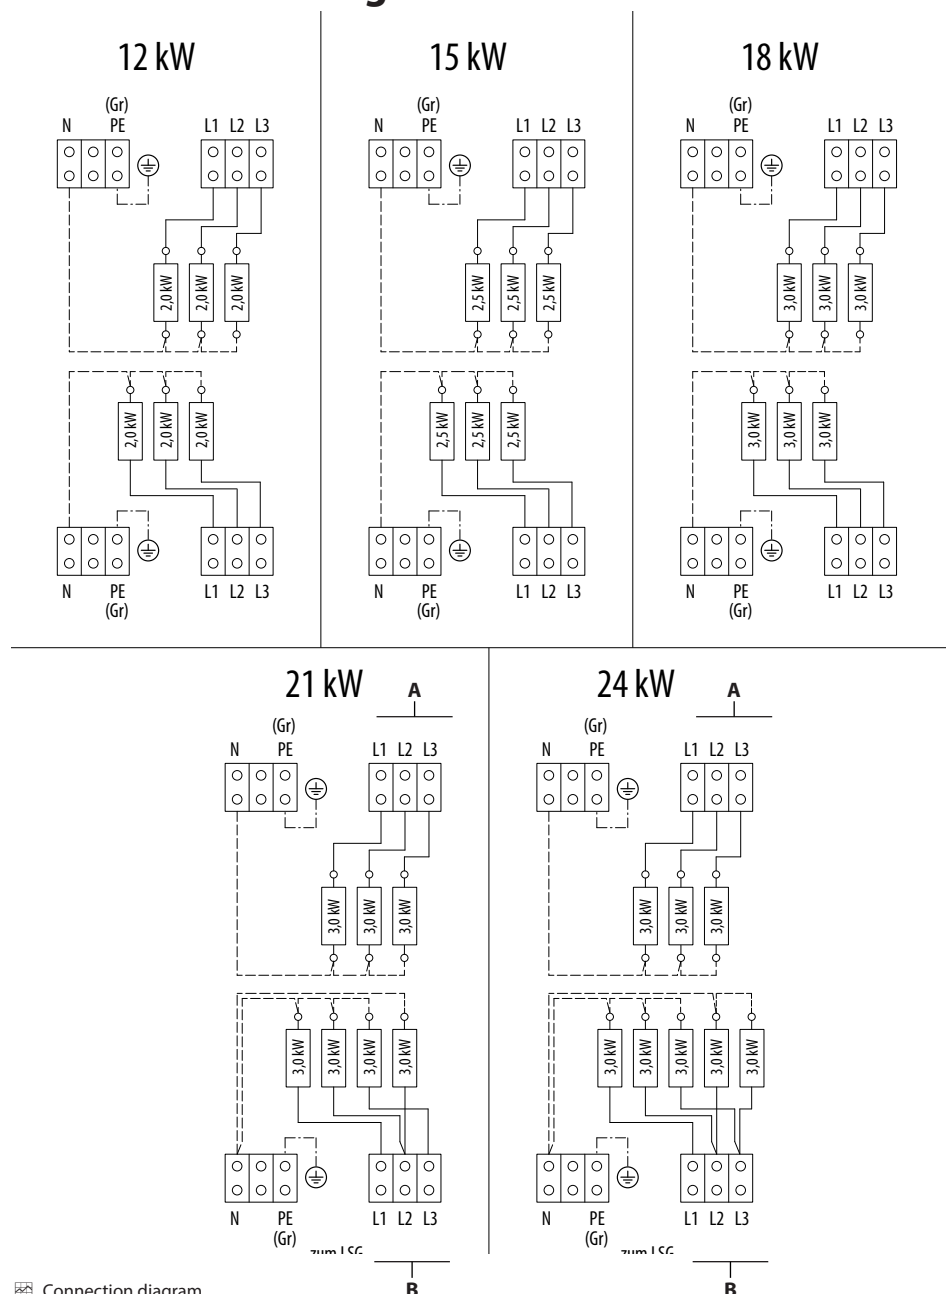 12 kW
15 kW
18 kW
(Gr)
N PE L1 L2 L3
(Gr)
N PE L1 L2 L3
(Gr)
N PE L1 L2 L3
2,0 kW 2,0 kW 2,0 kW
2,5 kW 2,5 kW 2,5 kW
3,0 kW 3,0 kW 3,0 kW
2,0 kW 2,0 kW 2,0 kW
2,5 kW 2,5 kW 2,5 kW
3,0 kW 3,0 kW 3,0 kW
N PE L1 L2 L3
(Gr)
N PE L1 L2 L3
(Gr)
N PE L1 L2 L3
(Gr)
21 kW
A
24 kW
A
(Gr)
N PE L1 L2 L3
(Gr)
N PE L1 L2 L3
3,0 kW 3,0 kW 3,0 kW
3,0 kW 3,0 kW 3,0 kW
3,0 kW 3,0 kW 3,0 kW 3,0 kW
3,0 kW 3,0 kW 3,0 kW 3,0 kW 3,0 kW
N PE L1 L2 L3
(Gr)
N PE L1 L2 L3
(Gr)
zum LSG
zum LSG
B
B
Connection diagram